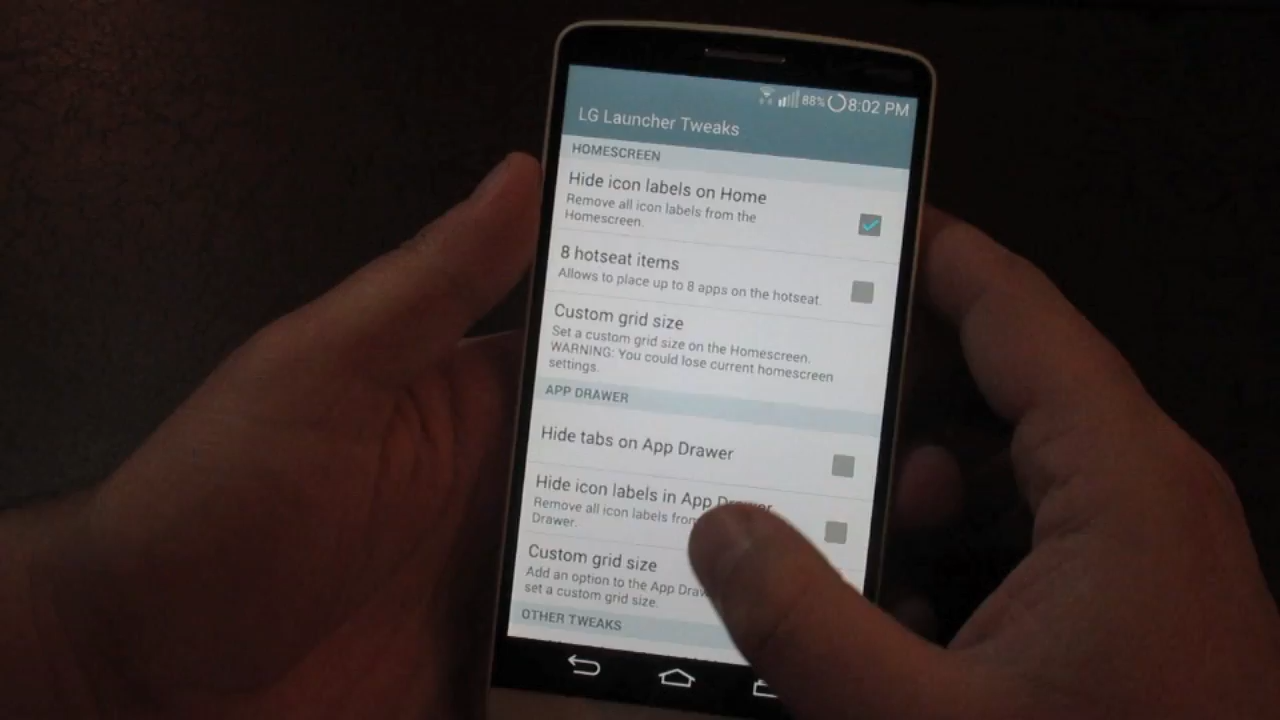 88% 8:02 PM
LG Launcher Tweaks
HOMESCREEN
Hide icon labels on Home
Remove all icon labels from the
Homescreen.
8 hotseat items
Allows to place up to 8 apps on the hotseat.
Custom grid size
Set a custom grid size on the Homescreen.
WARNING: You could lose current homescreen
settings.
APP DRAWER
Hide tabs on App Drawer
Hide icon labels in App Drawer
Remove all icon labels from
Drawer.
Custom grid size
Add an option to the App
set a custom grid size.
OTHER TWEAKS